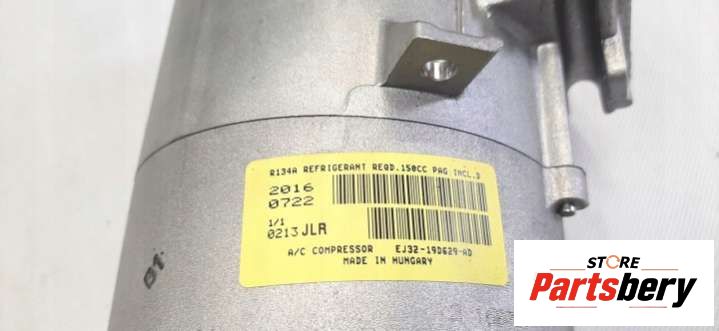 R134A REFRIGERANT REQD.150CC PAG INCL.D
2016
0722
1/1
0213 JLR
A/C COMPRESSOR EJ32-19D629-AD
MADE IN HUNGARY
01
STORE
Partsbery